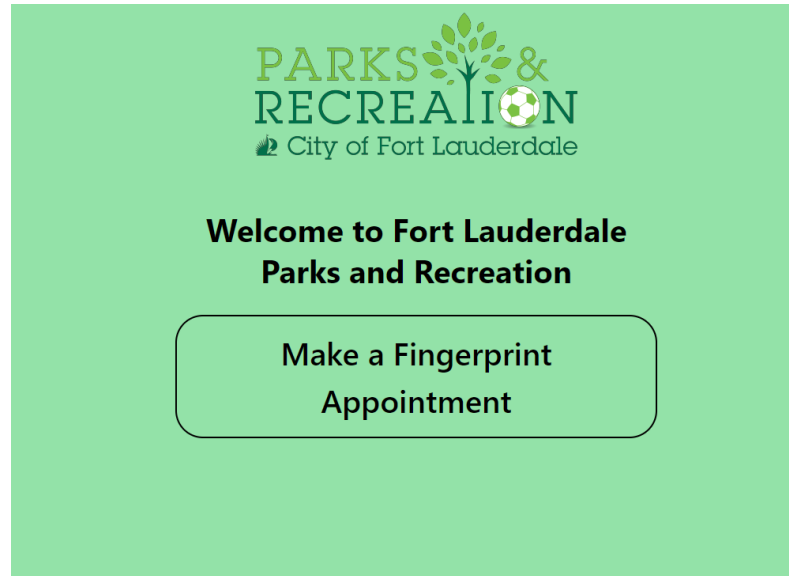 PARKS &
RECREATION
City of Fort Lauderdale
Welcome to Fort Lauderdale
Parks and Recreation
Make a Fingerprint
Appointment